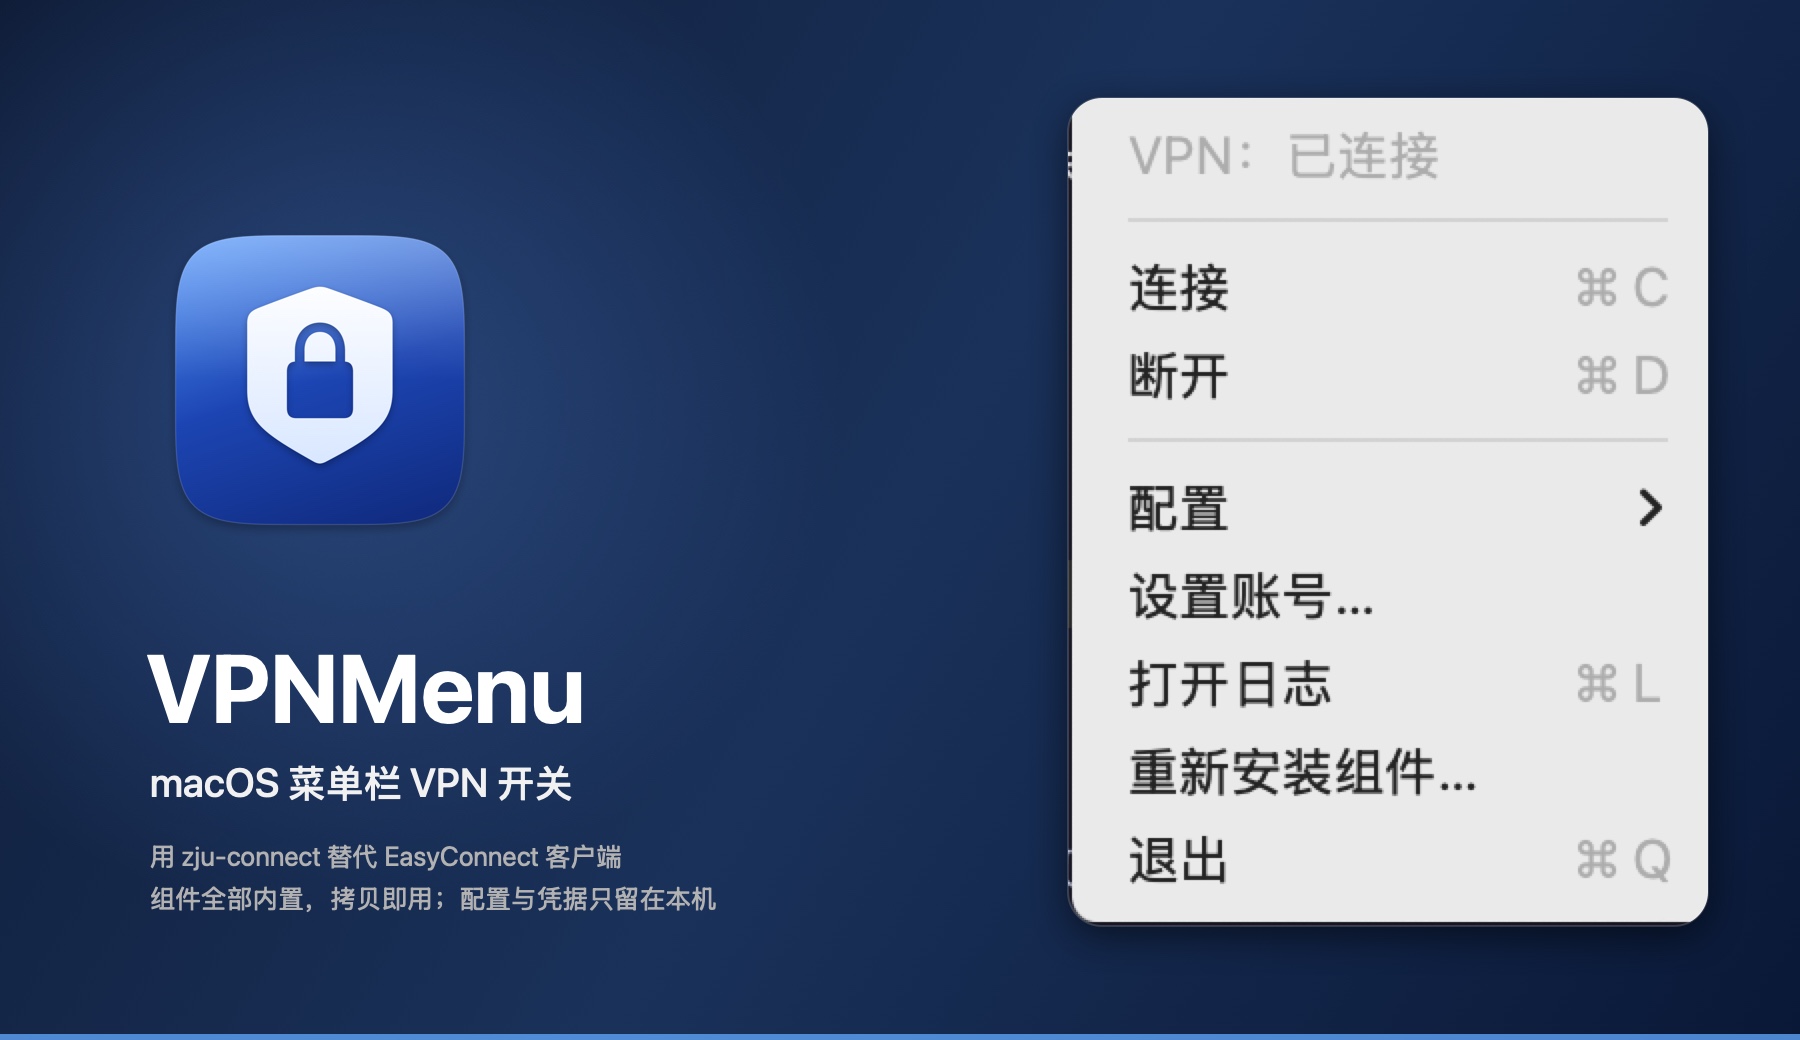 VPNMenu
macOS 菜单栏 VPN 开关
用 zju-connect 替代 EasyConnect 客户端
组件全部内置，拷贝即用；配置与凭据只留在本机
VPN：已连接
连接 ⌘ C
断开 ⌘ D
配置
设置账号...
打开日志 ⌘ L
重新安装组件...
退出 ⌘ Q